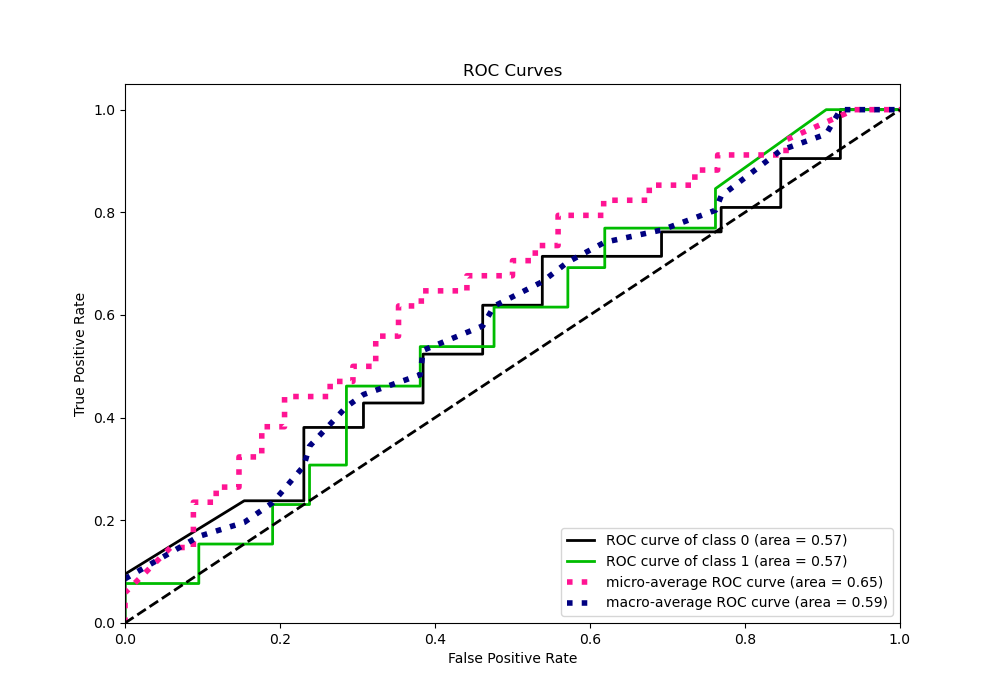 ROC Curves
True Positive Rate
1.0
0.8
0.6
0.4
0.2
0.0
0.0 0.2 0.4 0.6 0.8 1.0
False Positive Rate
ROC curve of class 0 (area = 0.57)
ROC curve of class 1 (area = 0.57)
micro-average ROC curve (area = 0.65)
macro-average ROC curve (area = 0.59)